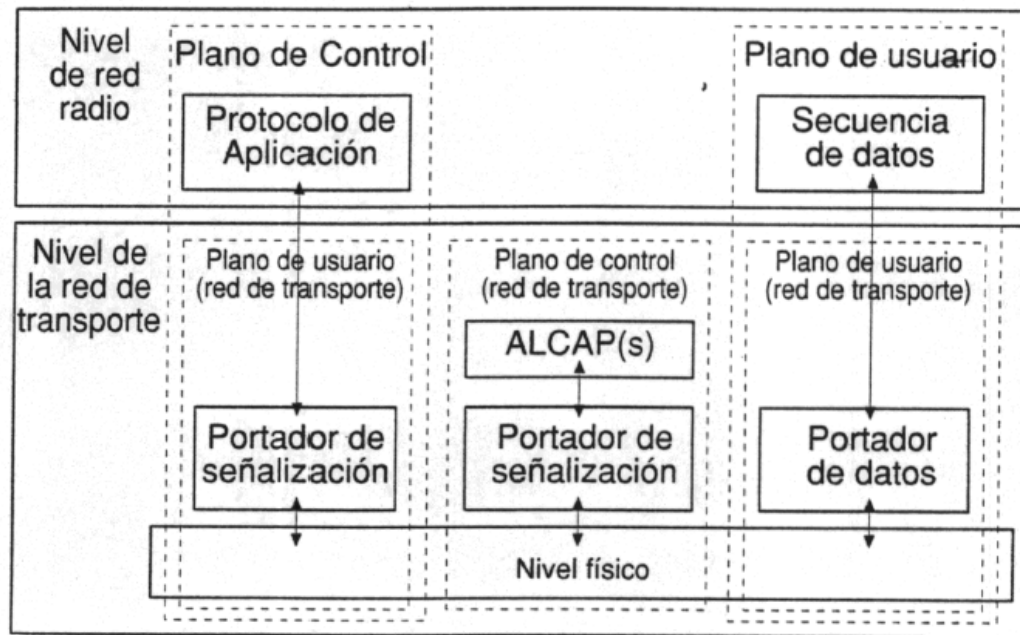 Nivel
de red
radio
Plano de Control
Plano de usuario
Protocolo de
Aplicación
Secuencia
de datos
Nivel de
la red de
transporte
Plano de usuario
(red de transporte)
Plano de control
(red de transporte)
Plano de usuario
(red de transporte)
ALCAP(s)
Portador de
señalización
Portador de
señalización
Portador
de datos
Nivel físico